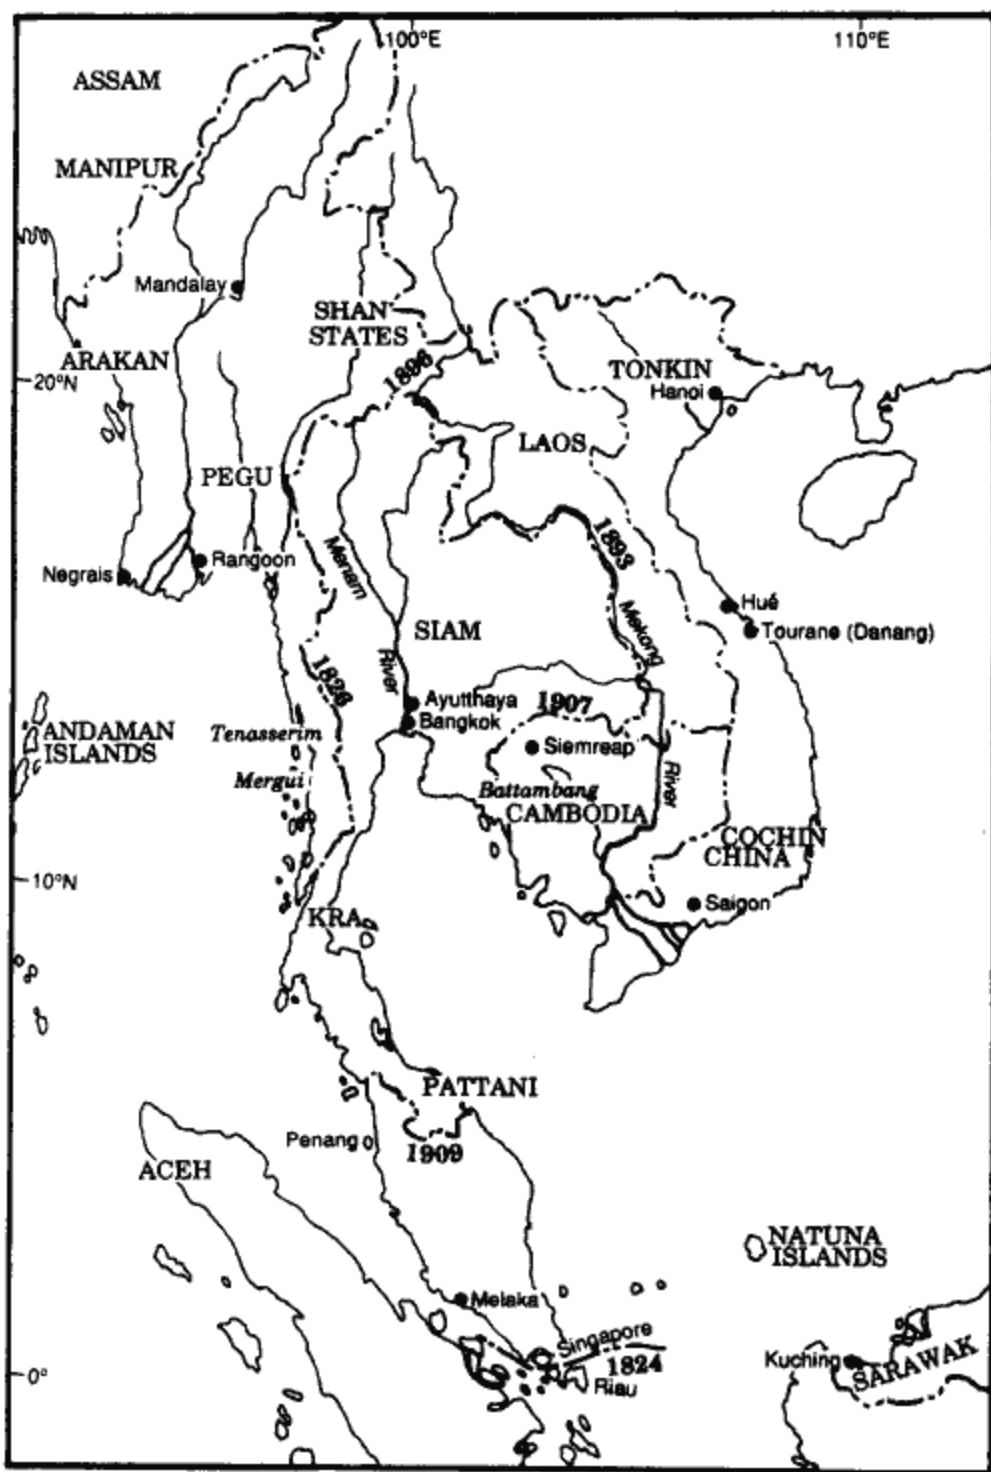 100°E
110°E
ASSAM
MANIPUR
Mandalay
SHAN
STATES
ARAKAN
20°N
1896
TONKIN
Hanoi
LAOS
PEGU
1893
Negrais
Rangoon
Menam
River
Hué
Tourane (Danang)
Mekong
River
SIAM
1826
Ayutthaya
Bangkok
1907
ANDAMAN
ISLANDS
Tenasserim
Siemreap
Mergui
Battambang
CAMBODIA
COCHIN
CHINA
10°N
Saigon
KRA
PATTANI
Penang
1909
ACEH
NATUNA
ISLANDS
Melaka
Singapore
1824
Kuching
SARAWAK
0°
Riau